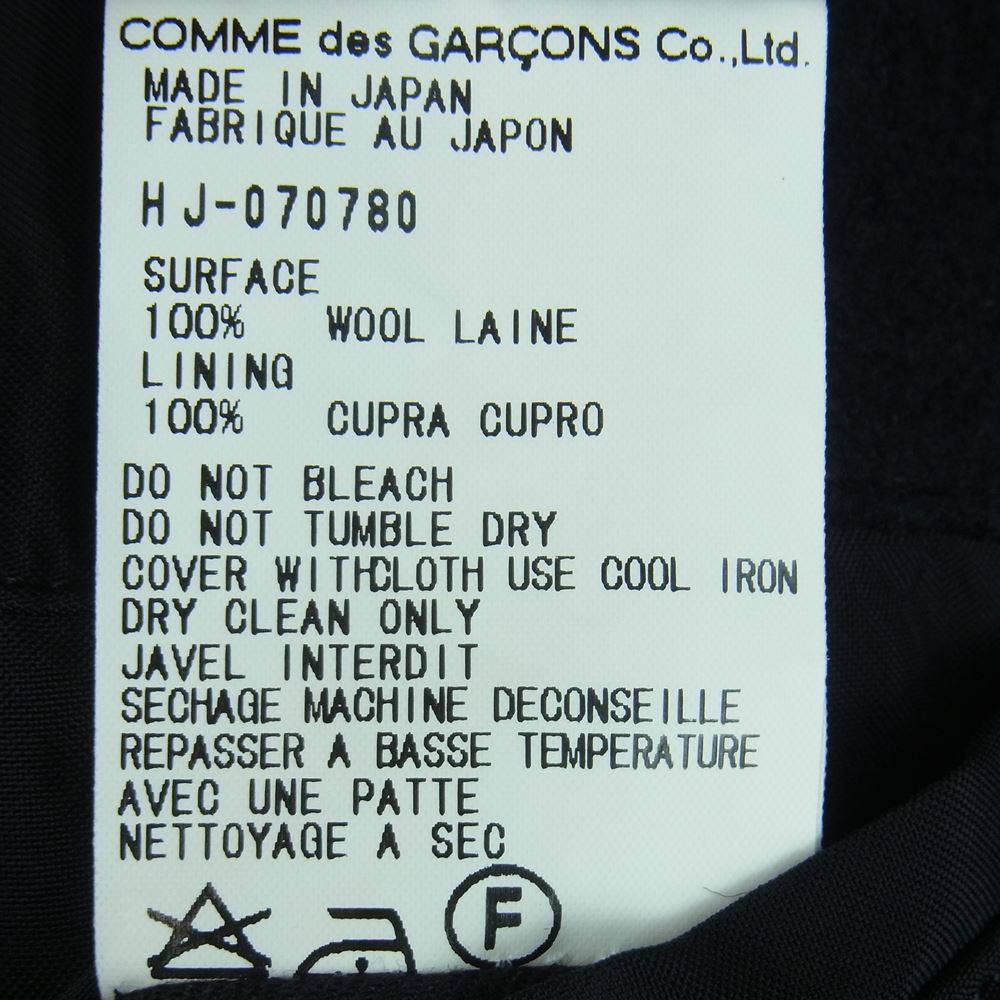 COMME des GARÇONS Co.,Ltd.
MADE IN JAPAN
FABRIQUE AU JAPON
HJ-070780
SURFACE
100% WOOL LAINE
LINING
100% CUPRA CUPRO
DO NOT BLEACH
DO NOT TUMBLE DRY
COVER WITHCLOTH USE COOL IRON
DRY CLEAN ONLY
JAVEL INTERDIT
SECHAGE MACHINE DECONSEILLE
REPASSER A BASSE TEMPERATURE
AVEC UNE PATTE
NETTOYAGE A SEC
F